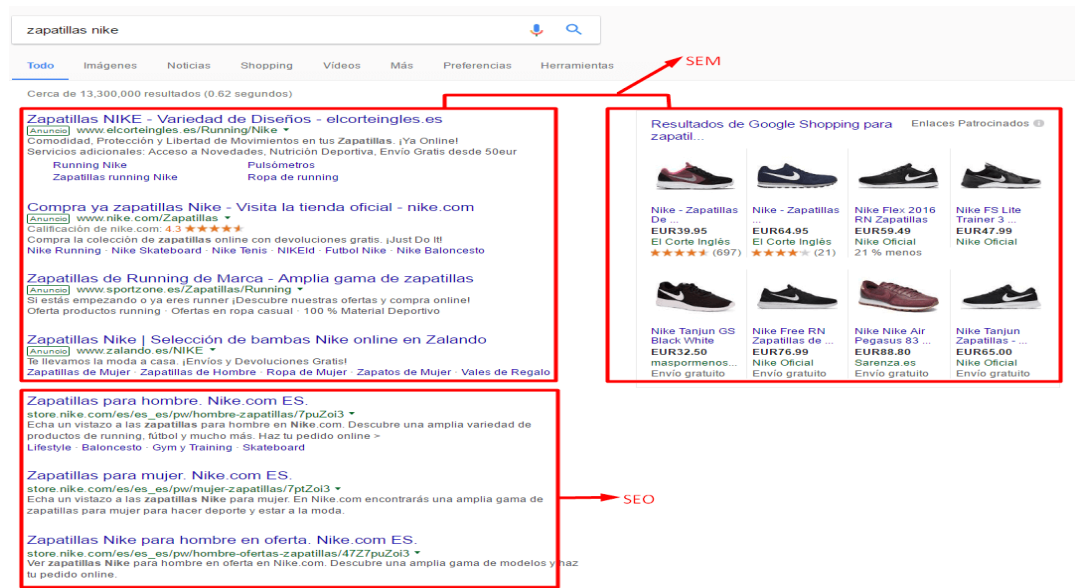 zapatillas nike
Todo Imágenes Noticias Shopping Vídeos Más Preferencias Herramientas
SEM
Cerca de 13,300,000 resultados (0.62 segundos)
Zapatillas NIKE - Variedad de Diseños - elcorteingles.es
Anuncio www.elcorteingles.es/Running/Nike
Comodidad, Protección y Libertad de Movimientos en tus Zapatillas. ¡Ya Online!
Servicios adicionales: Acceso a Novedades, Nutrición Deportiva, Envío Gratis desde 50eur
Running Nike Pulsómetros
Zapatillas running Nike Ropa de running
Compra ya zapatillas Nike - Visita la tienda oficial - nike.com
Anuncio www.nike.com/Zapatillas
Calificación de nike.com: 4.3
Compra la colección de zapatillas online con devoluciones gratis. ¡Just Do It!
Nike Running · Nike Skateboard · Nike Tenis · NIKEId · Futbol Nike · Nike Baloncesto
Zapatillas de Running de Marca - Amplia gama de zapatillas
Anuncio www.sportzone.es/Zapatillas/Running
Si estás empezando o ya eres runner ¡Descubre nuestras ofertas y compra online!
Oferta productos running · Ofertas en ropa casual · 100 % Material Deportivo
Zapatillas Nike | Selección de bambas Nike online en Zalando
Anuncio www.zalando.es/NIKE
Te llevamos la moda a casa. ¡Envíos y Devoluciones Gratis!
Zapatillas de Mujer · Zapatillas de Hombre · Ropa de Mujer · Zapatos de Mujer · Vales de Regalo
Resultados de Google Shopping para zapatil... Enlaces Patrocinados
Nike - Zapatillas De ...
EUR39.95
El Corte Inglés
(697)
Nike - Zapatillas ...
EUR64.95
El Corte Inglés
(21)
Nike Flex 2016 RN Zapatillas
EUR59.49
Nike Oficial
21 % menos
Nike FS Lite Trainer 3 ...
EUR47.99
Nike Oficial
Nike Tanjun GS Black White
EUR32.50
maspormenos...
Envío gratuito
Nike Free RN Zapatillas de ...
EUR76.99
Nike Oficial
Envío gratuito
Nike Nike Air Pegasus 83 ...
EUR88.80
Sarenza.es
Envío gratuito
Nike Tanjun Zapatillas - ...
EUR65.00
Nike Oficial
Envío gratuito
Zapatillas para hombre. Nike.com ES.
store.nike.com/es/es_es/pw/hombre-zapatillas/7puZoi3
Echa un vistazo a las zapatillas para hombre en Nike.com. Descubre una amplia variedad de
productos de running, fútbol y mucho más. Haz tu pedido online >
Lifestyle · Baloncesto · Gym y Training · Skateboard
Zapatillas para mujer. Nike.com ES.
store.nike.com/es/es_es/pw/mujer-zapatillas/7ptZoi3
Echa un vistazo a las zapatillas Nike para mujer. En Nike.com encontrarás una amplia gama de
zapatillas para mujer para hacer deporte y estar a la moda.
SEO
Zapatillas Nike para hombre en oferta. Nike.com ES.
store.nike.com/es/es_es/pw/hombre-ofertas-zapatillas/47Z7puZoi3
Ver zapatillas Nike para hombre en oferta en Nike.com. Descubre una amplia gama de modelos y haz
tu pedido online.